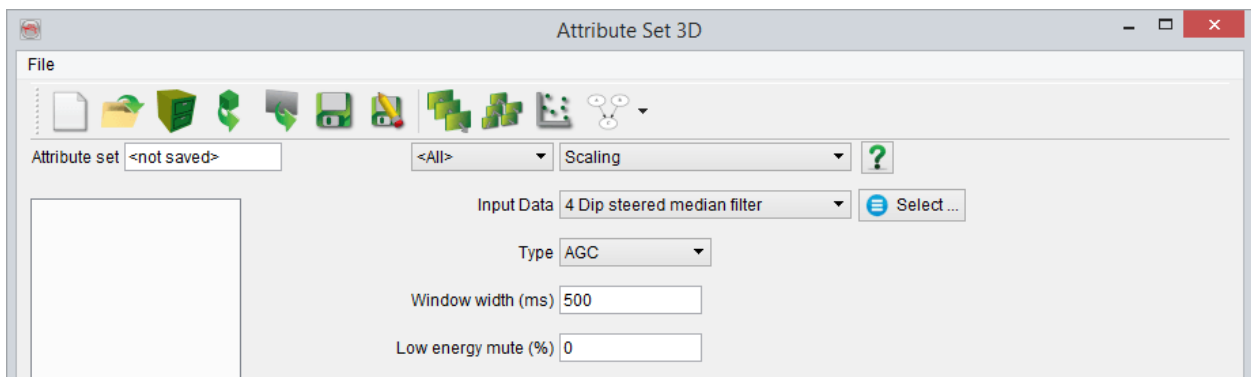 Attribute Set 3D
File
Attribute set <not saved> <All> Scaling ?
Input Data 4 Dip steered median filter Select ...
Type AGC
Window width (ms) 500
Low energy mute (%) 0